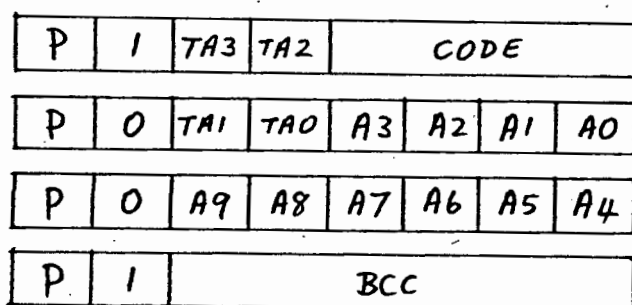 P 1 TA3 TA2 CODE
P 0 TA1 TA0 A3 A2 A1 A0
P 0 A9 A8 A7 A6 A5 A4
P 1 BCC